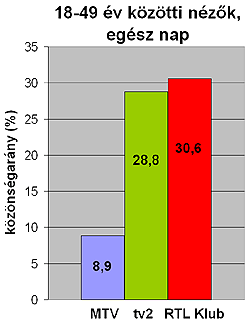 18-49 év közötti nézők,
egész nap
közönségarány (%)
35
30
25
20
15
10
5
0
8,9
28,8
30,6
MTV tv2 RTL Klub